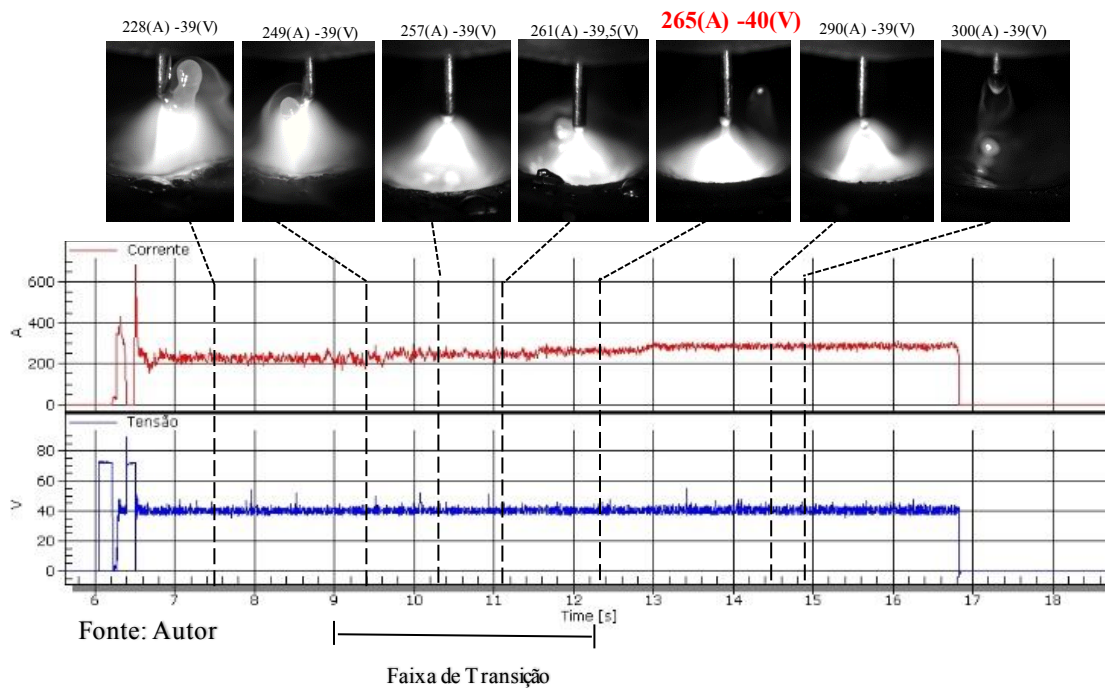 228(A) -39(V)
249(A) -39(V)
257(A) -39(V)
261(A) -39,5(V)
265(A) -40(V)
290(A) -39(V)
300(A) -39(V)
Corrente
600
400
200
0
A
Tensão
80
60
40
20
0
V
6 7 8 9 10 11 12 13 14 15 16 17 18
Time [s]
Fonte: Autor
Faixa de Transição